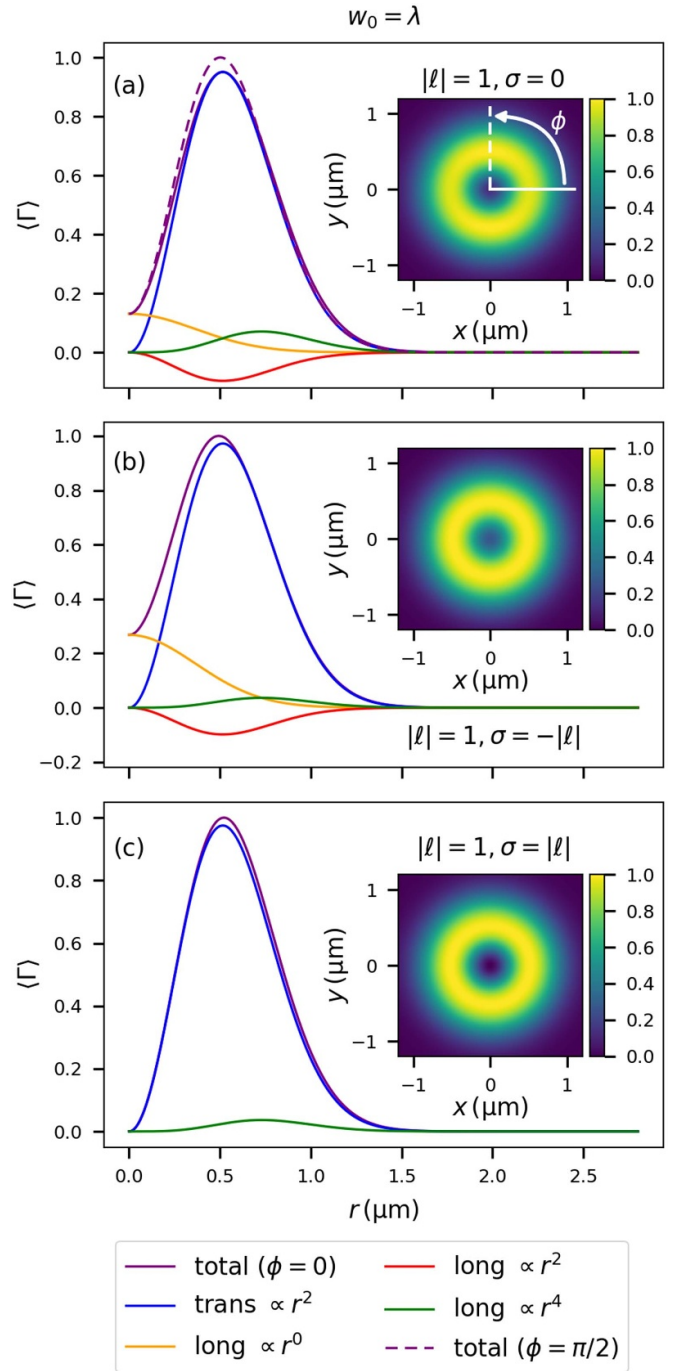 w₀ = λ
(a)
|ℓ| = 1, σ = 0
ϕ
⟨Γ⟩
1.0
0.8
0.6
0.4
0.2
0.0
y (μm)
1
0
−1
−1 0 1
x (μm)
1.0
0.8
0.6
0.4
0.2
0.0
(b)
⟨Γ⟩
1.0
0.8
0.6
0.4
0.2
0.0
−0.2
y (μm)
1
0
−1
−1 0 1
x (μm)
1.0
0.8
0.6
0.4
0.2
0.0
|ℓ| = 1, σ = −|ℓ|
(c)
|ℓ| = 1, σ = |ℓ|
⟨Γ⟩
1.0
0.8
0.6
0.4
0.2
0.0
y (μm)
1
0
−1
−1 0 1
x (μm)
1.0
0.8
0.6
0.4
0.2
0.0
0.0 0.5 1.0 1.5 2.0 2.5
r (μm)
total (ϕ = 0)
trans ∝ r²
long ∝ r⁰
long ∝ r²
long ∝ r⁴
total (ϕ = π/2)